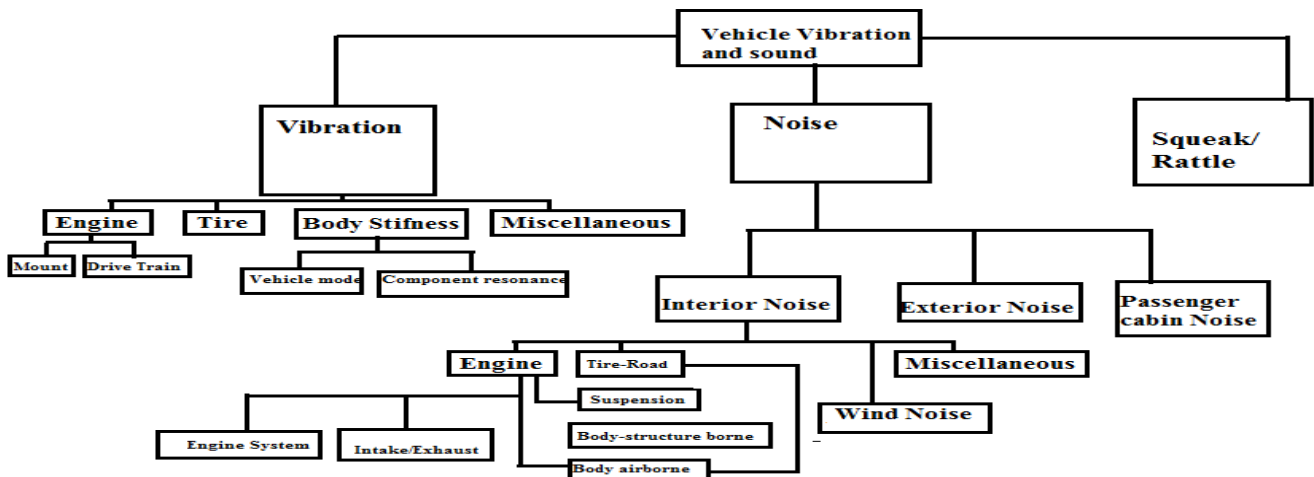 Vehicle Vibration
and sound
Vibration
Noise
Squeak/
Rattle
Engine
Tire
Body Stifness
Miscellaneous
Mount
Drive Train
Vehicle mode
Component resonance
Interior Noise
Exterior Noise
Passenger
cabin Noise
Engine
Tire-Road
Miscellaneous
Suspension
Wind Noise
Engine System
Intake/Exhaust
Body-structure borne
Body airborne